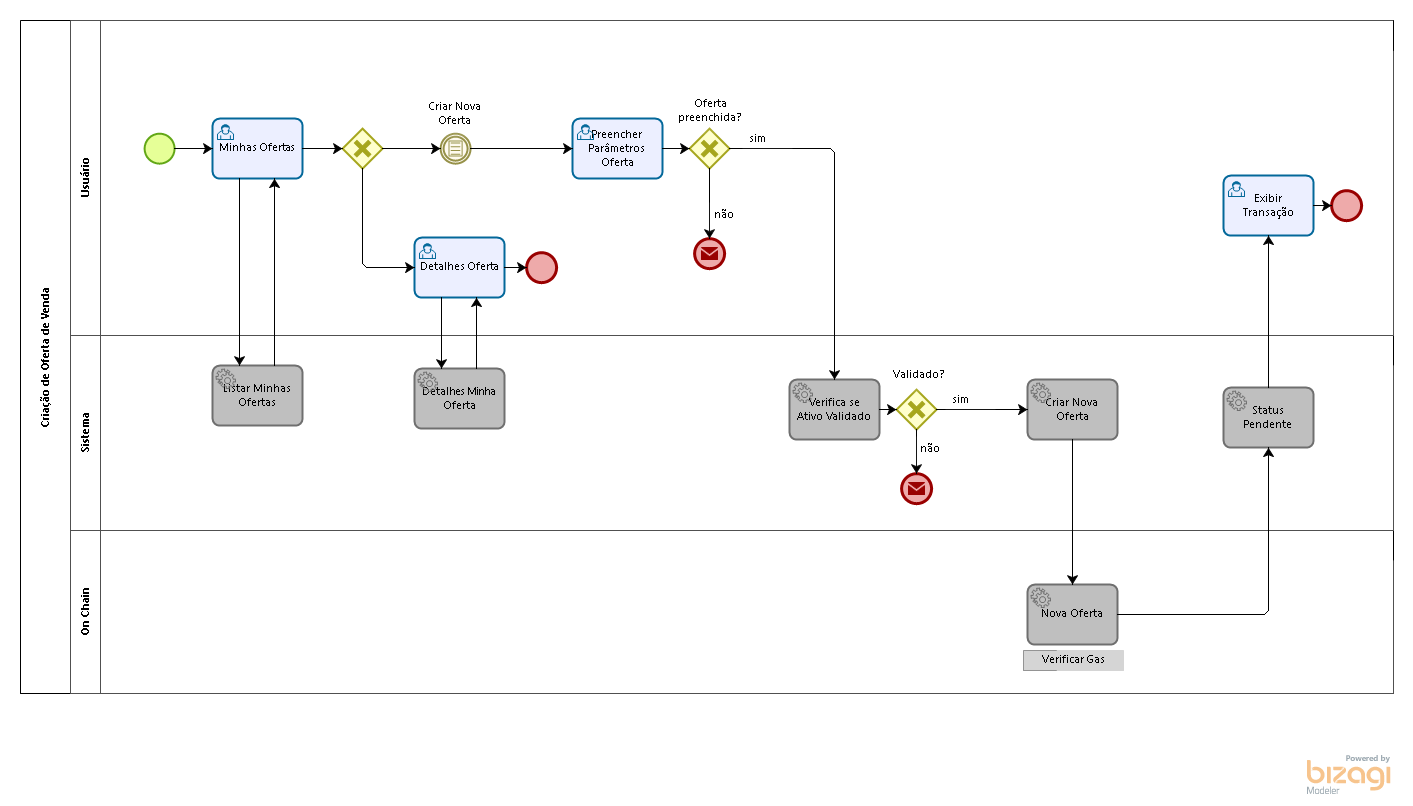 Criação de Oferta de Venda
Usuário
Minhas Ofertas
Criar Nova
Oferta
Preencher
Parâmetros
Oferta
Oferta
preenchida?
sim
não
Detalhes Oferta
Exibir
Transação
Sistema
Listar Minhas
Ofertas
Detalhes Minha
Oferta
Verifica se
Ativo Validado
Validado?
sim
não
Criar Nova
Oferta
Status
Pendente
On Chain
Nova Oferta
Verificar Gas
Powered by
bizagi
Modeler